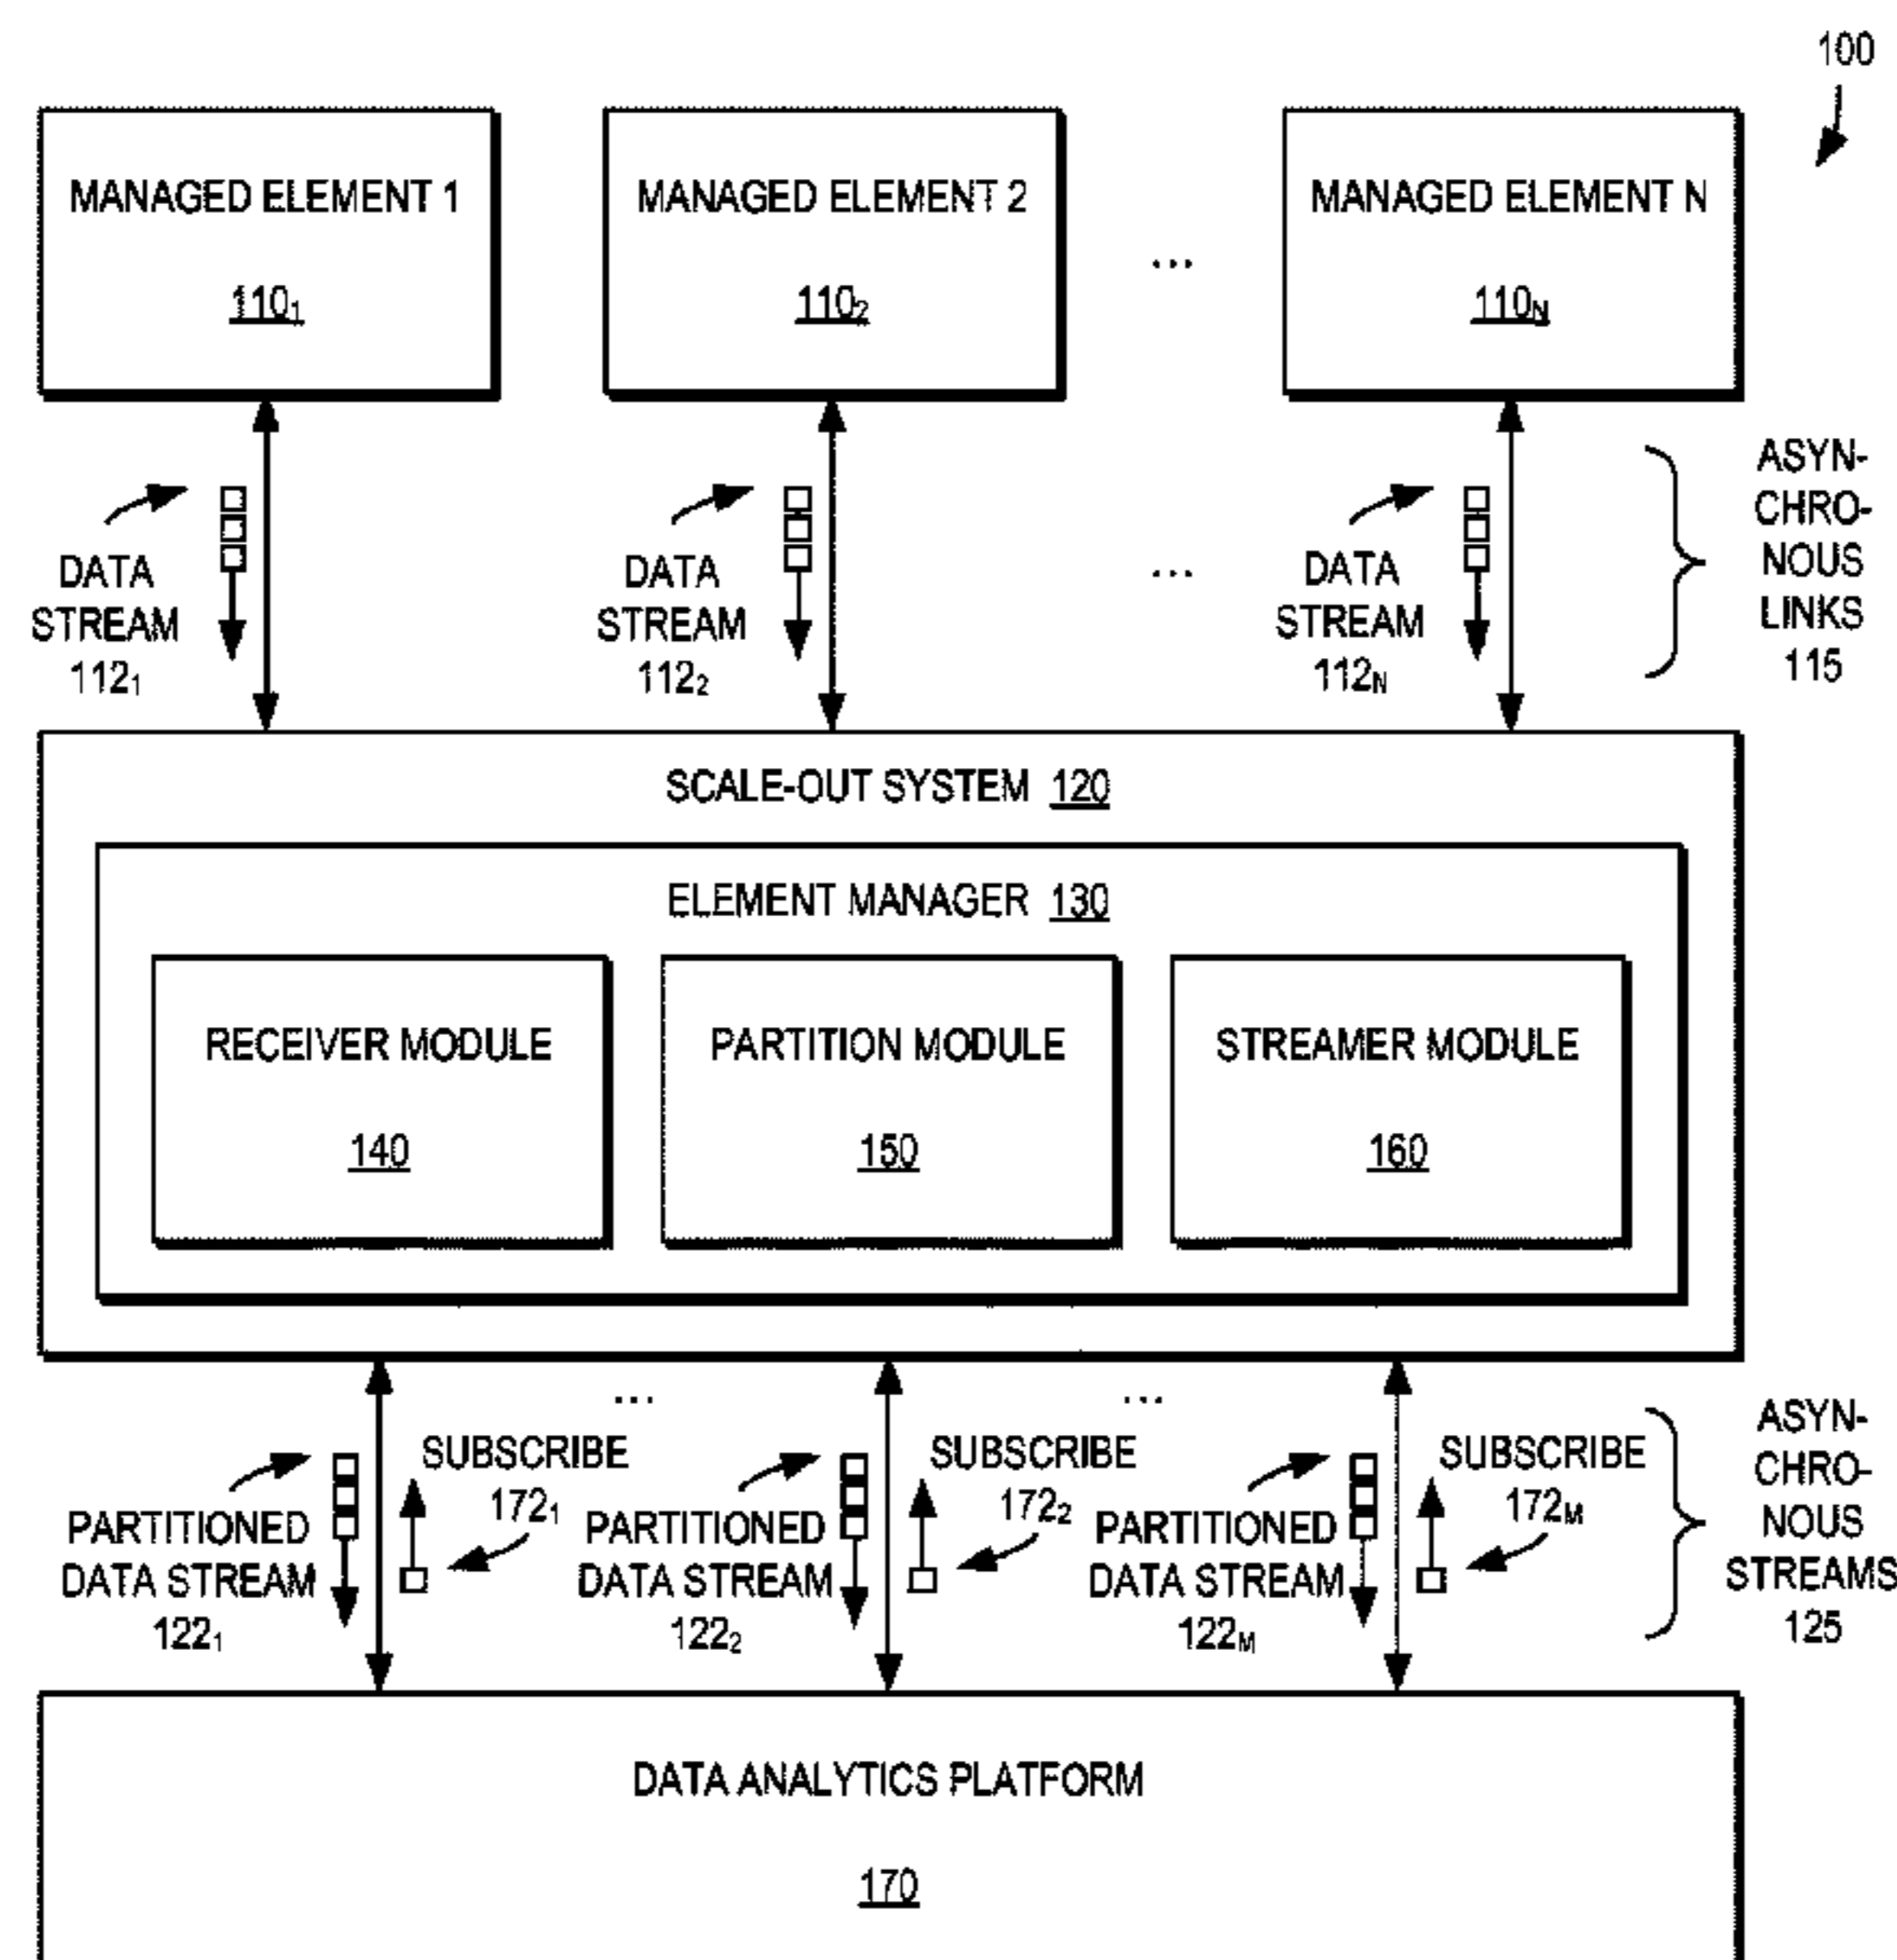 100
MANAGED ELEMENT 1
110₁
MANAGED ELEMENT 2
110₂
...
MANAGED ELEMENT N
110ₙ
DATA
STREAM
112₁
DATA
STREAM
112₂
...
DATA
STREAM
112ₙ
ASYN-
CHRO-
NOUS
LINKS
115
SCALE-OUT SYSTEM 120
ELEMENT MANAGER 130
RECEIVER MODULE
140
PARTITION MODULE
150
STREAMER MODULE
160
PARTITIONED
DATA STREAM
122₁
SUBSCRIBE
172₁
...
PARTITIONED
DATA STREAM
122₂
SUBSCRIBE
172₂
...
PARTITIONED
DATA STREAM
122ₘ
SUBSCRIBE
172ₘ
ASYN-
CHRO-
NOUS
STREAMS
125
DATA ANALYTICS PLATFORM
170